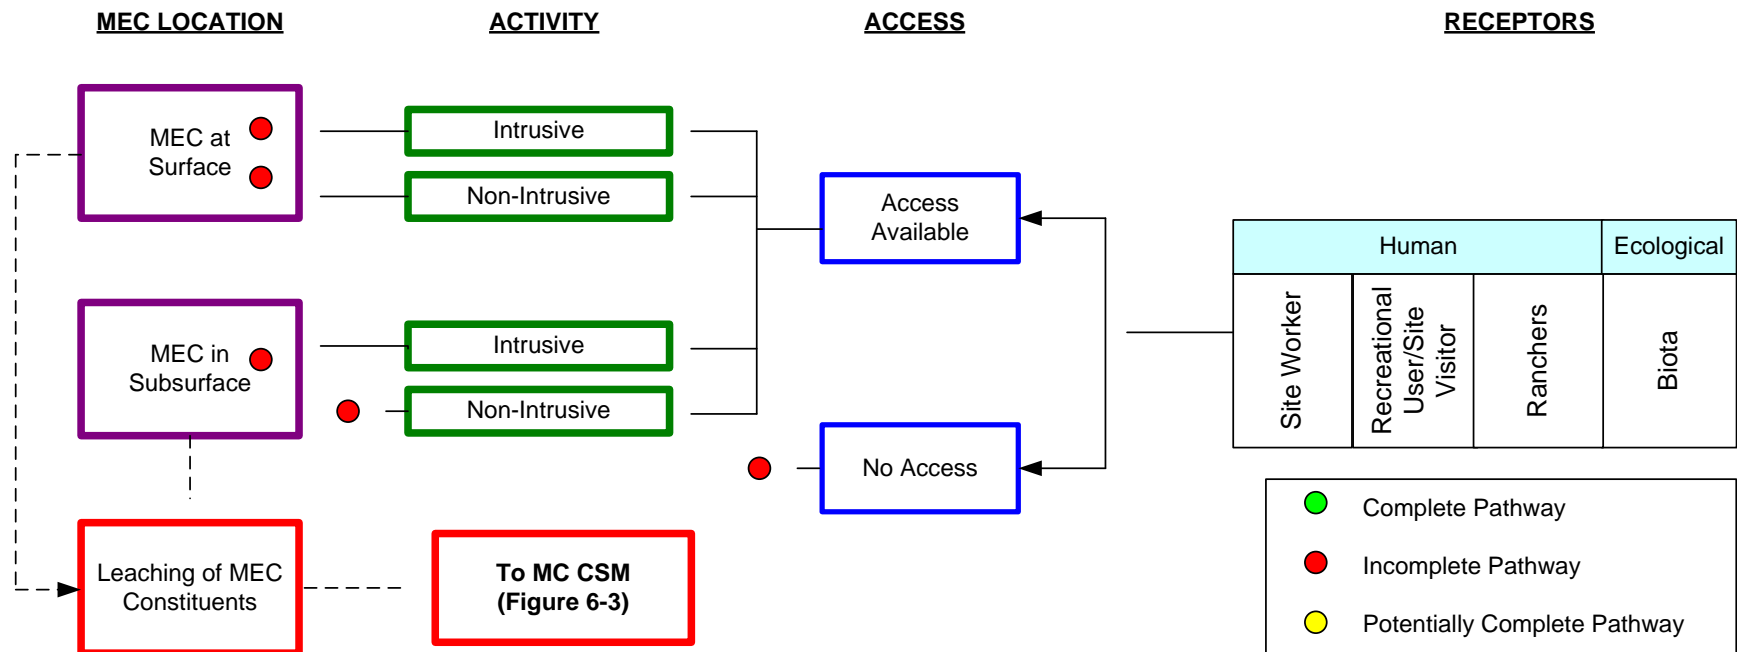 MEC LOCATION
ACTIVITY
ACCESS
RECEPTORS
MEC at
Surface
Intrusive
Non-Intrusive
Access
Available
Human
Ecological
Site Worker
Recreational
User/Site
Visitor
Ranchers
Biota
MEC in
Subsurface
Intrusive
Non-Intrusive
No Access
Leaching of MEC
Constituents
To MC CSM
(Figure 6-3)
Complete Pathway
Incomplete Pathway
Potentially Complete Pathway